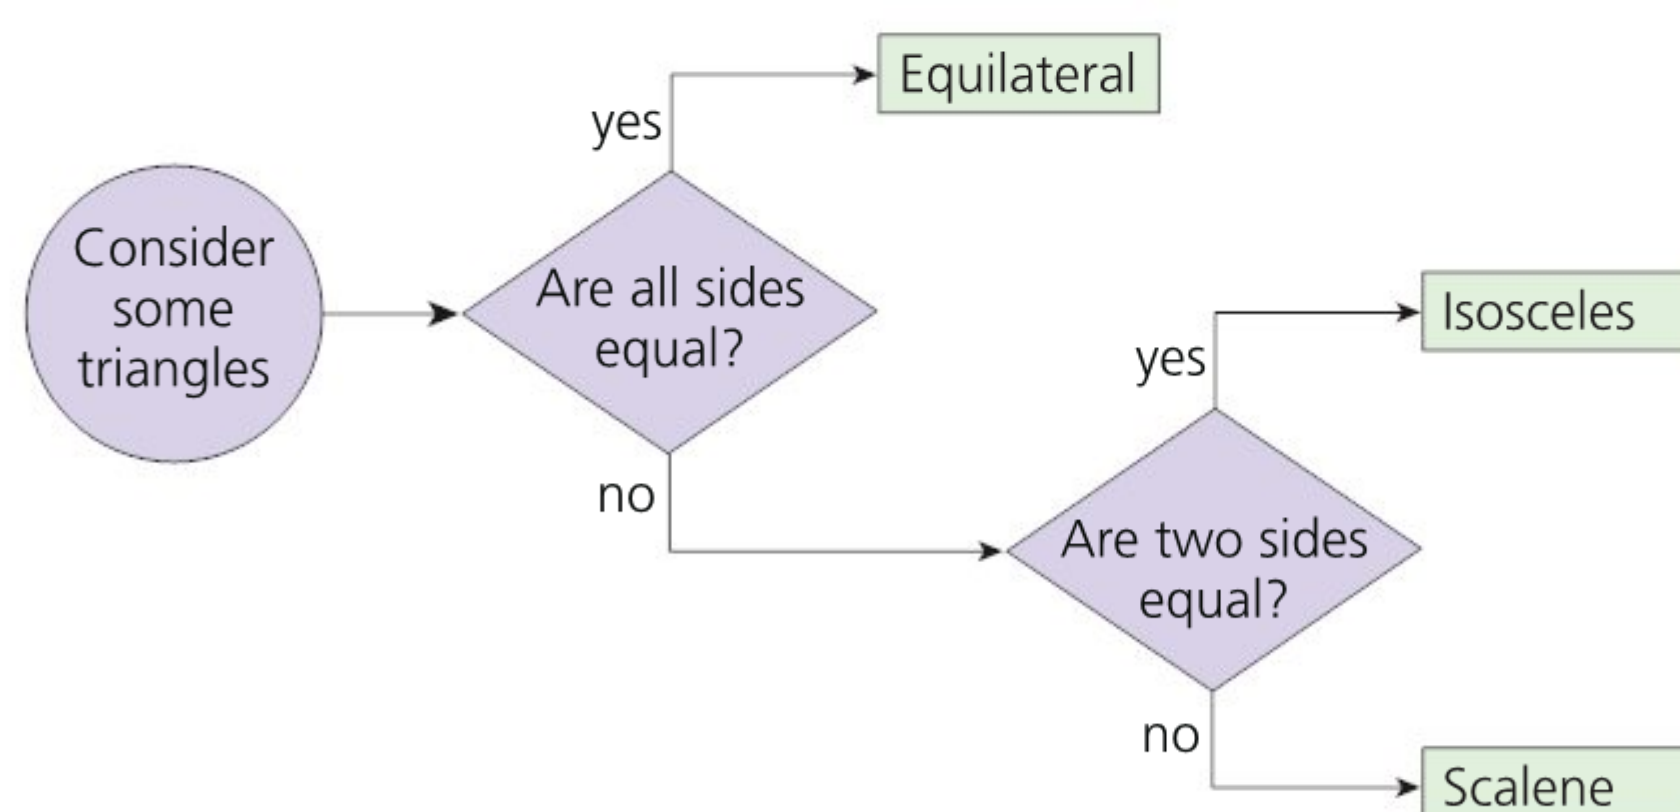 Consider
some
triangles
Are all sides
equal?
yes
Equilateral
no
Are two sides
equal?
yes
Isosceles
no
Scalene